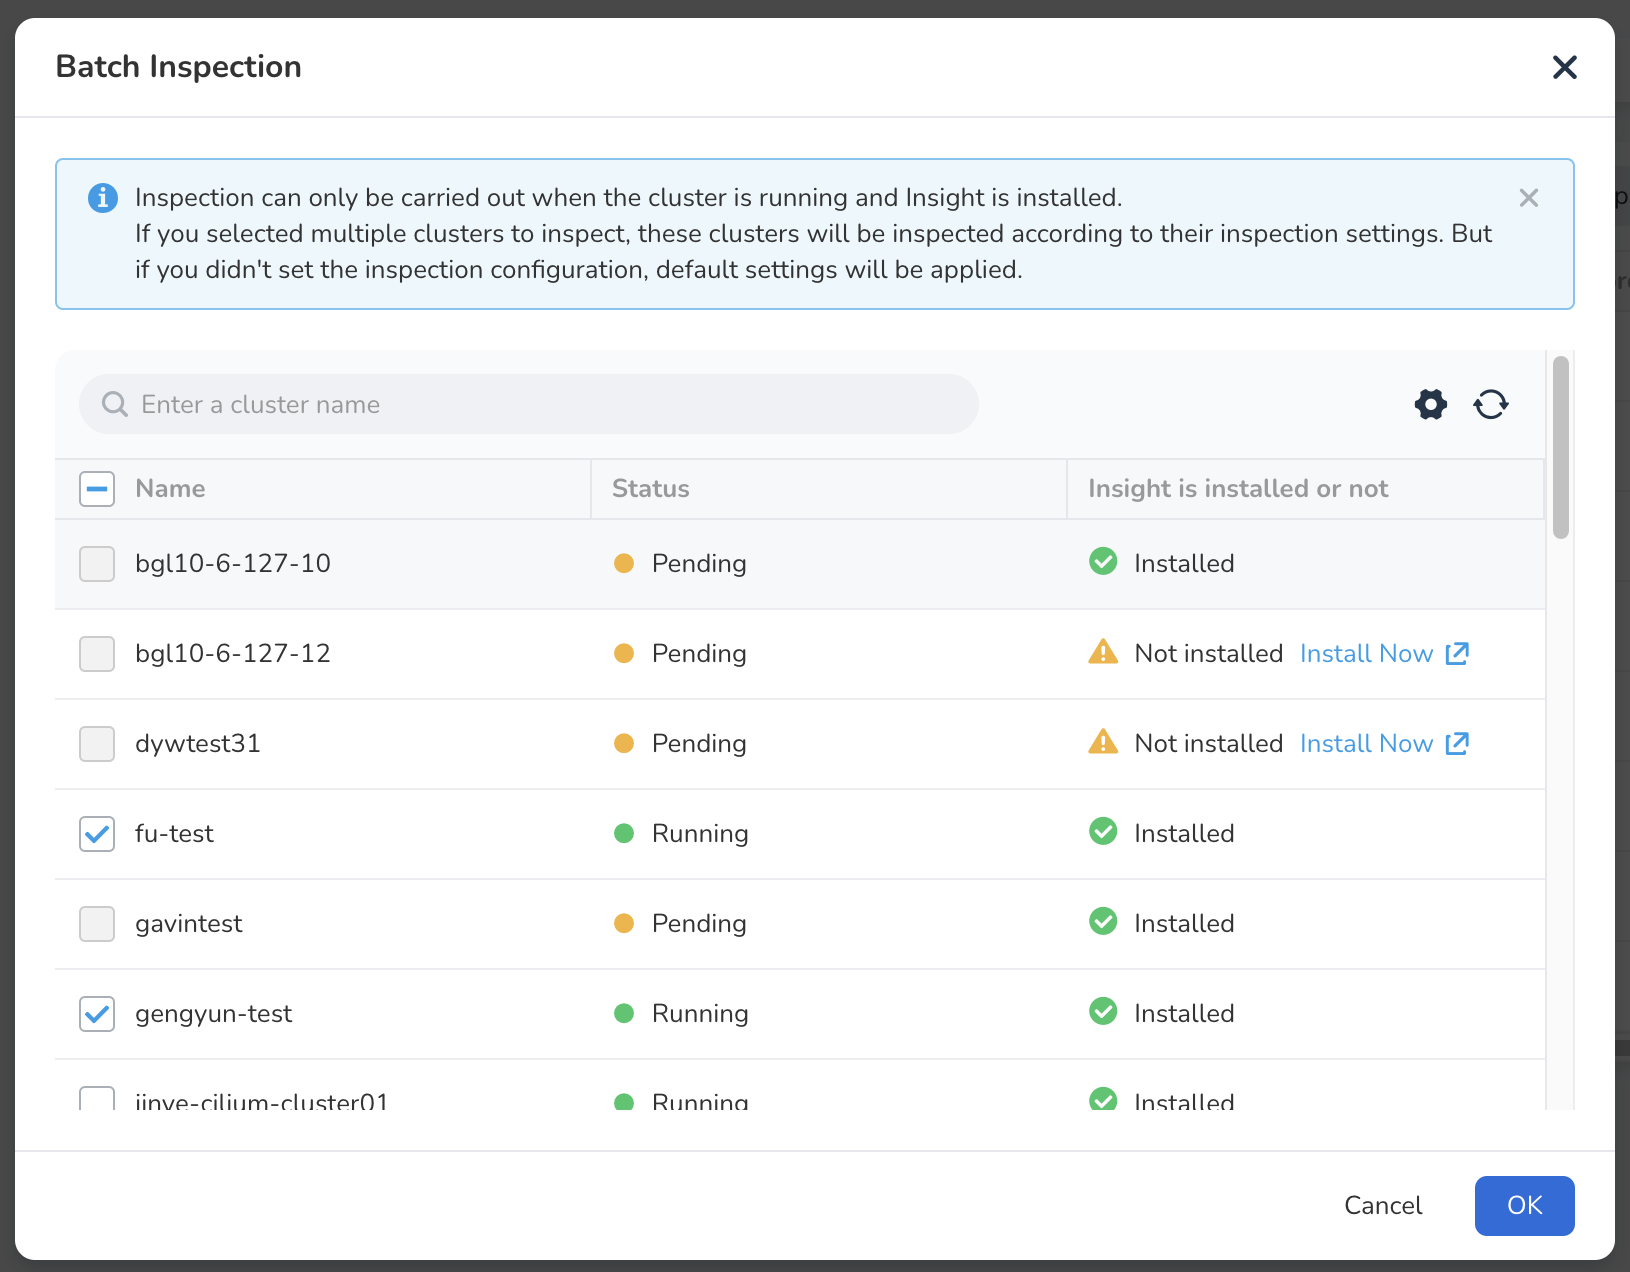 Batch Inspection
Inspection can only be carried out when the cluster is running and Insight is installed.
If you selected multiple clusters to inspect, these clusters will be inspected according to their inspection settings. But
if you didn't set the inspection configuration, default settings will be applied.
Enter a cluster name
Name Status Insight is installed or not
bgl10-6-127-10 Pending Installed
bgl10-6-127-12 Pending Not installed Install Now
dywtest31 Pending Not installed Install Now
fu-test Running Installed
gavintest Pending Installed
gengyun-test Running Installed
Running Installed
Cancel OK